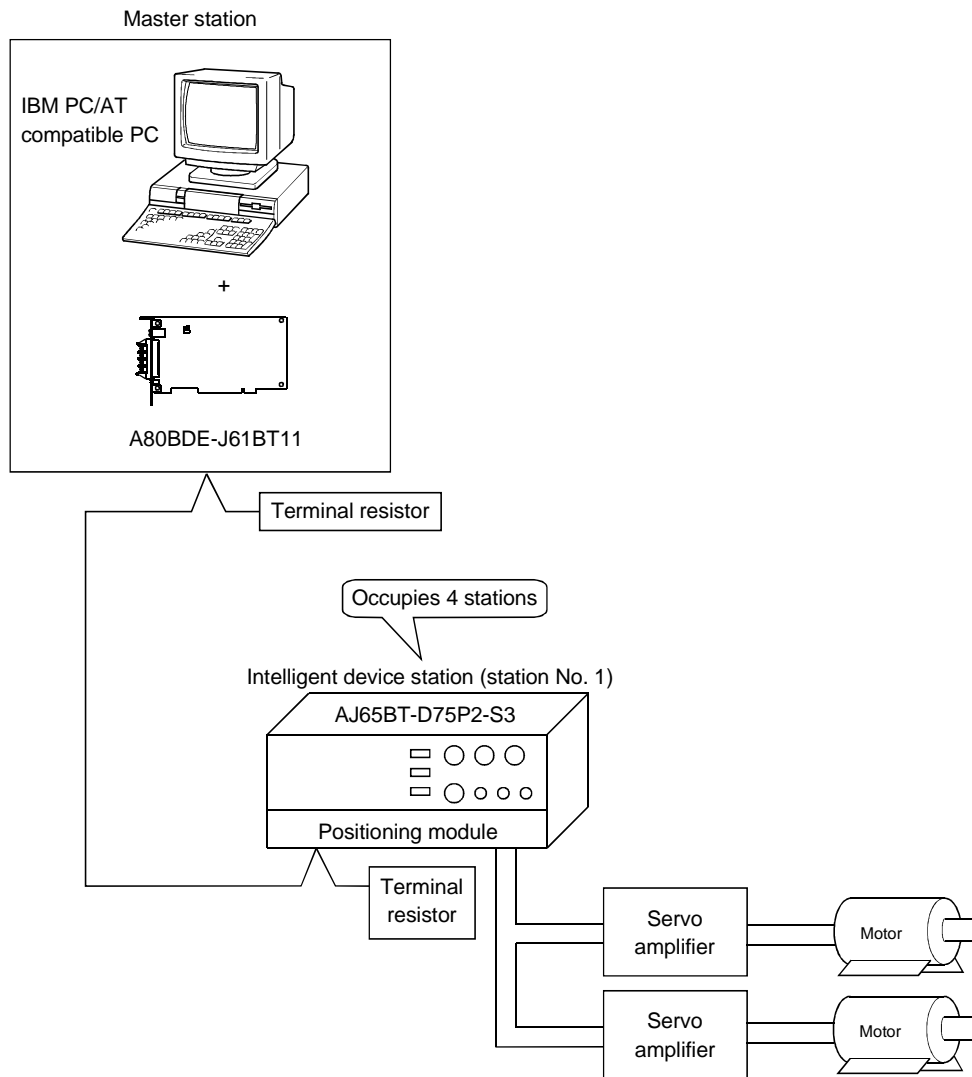 Master station
IBM PC/AT
compatible PC
+
A80BDE-J61BT11
Terminal resistor
Occupies 4 stations
Intelligent device station (station No. 1)
AJ65BT-D75P2-S3
Positioning module
Terminal
resistor
Servo
amplifier
Motor
Servo
amplifier
Motor